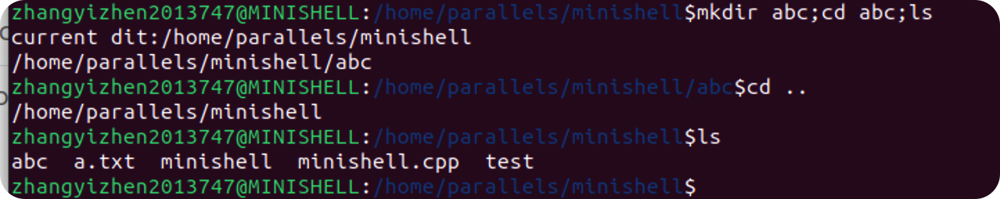 zhangyizhen2013747@MINISHELL:/home/parallels/minishell$mkdir abc;cd abc;ls
current dit:/home/parallels/minishell
/home/parallels/minishell/abc
zhangyizhen2013747@MINISHELL:/home/parallels/minishell/abc$cd ..
/home/parallels/minishell
zhangyizhen2013747@MINISHELL:/home/parallels/minishell$ls
abc  a.txt  minishell  minishell.cpp  test
zhangyizhen2013747@MINISHELL:/home/parallels/minishell$